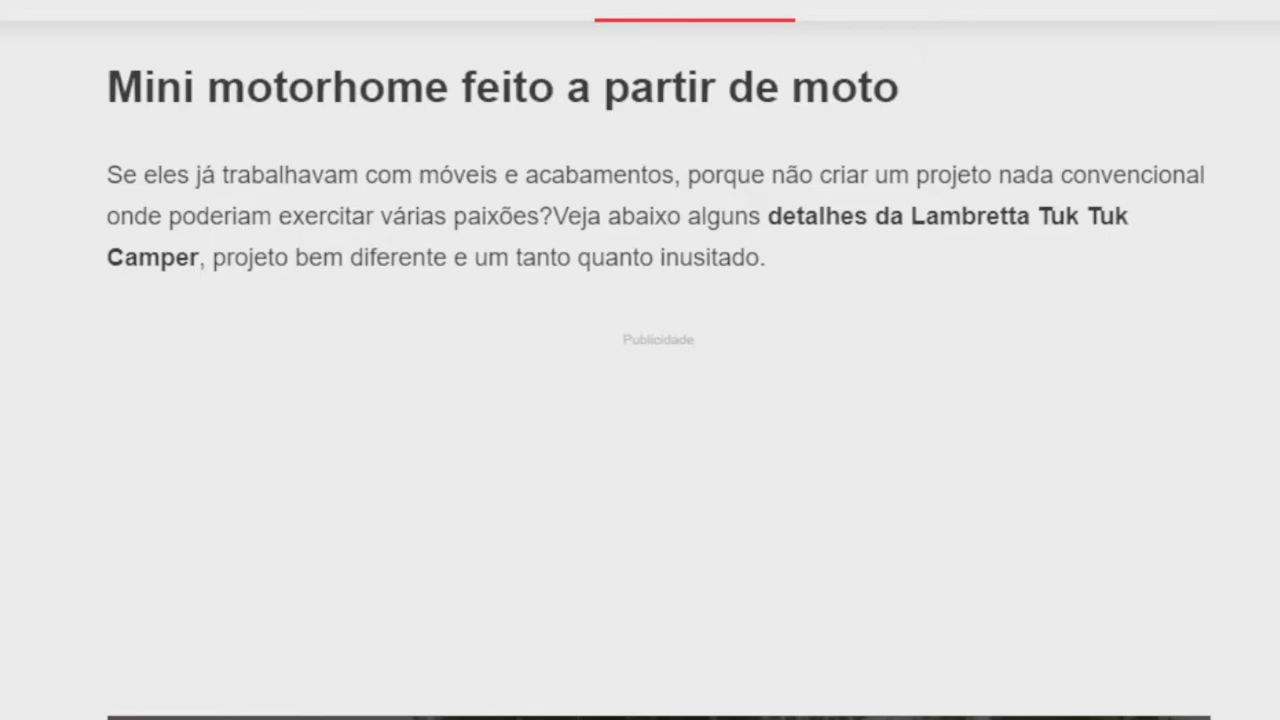 Mini motorhome feito a partir de moto
Se eles já trabalhavam com móveis e acabamentos, porque não criar um projeto nada convencional
onde poderiam exercitar várias paixões?Veja abaixo alguns detalhes da Lambretta Tuk Tuk
Camper, projeto bem diferente e um tanto quanto inusitado.
Publicidade